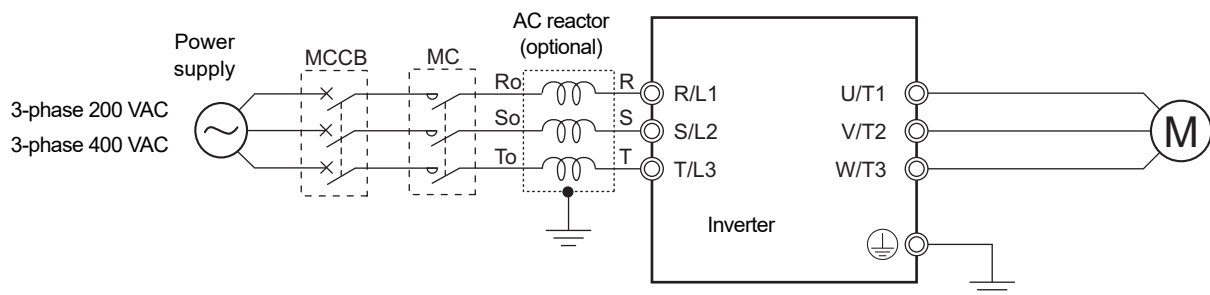 AC reactor
(optional)
Power
supply
MCCB
MC
3-phase 200 VAC
3-phase 400 VAC
Ro
R
R/L1
U/T1
So
S
S/L2
V/T2
M
To
T
T/L3
W/T3
Inverter